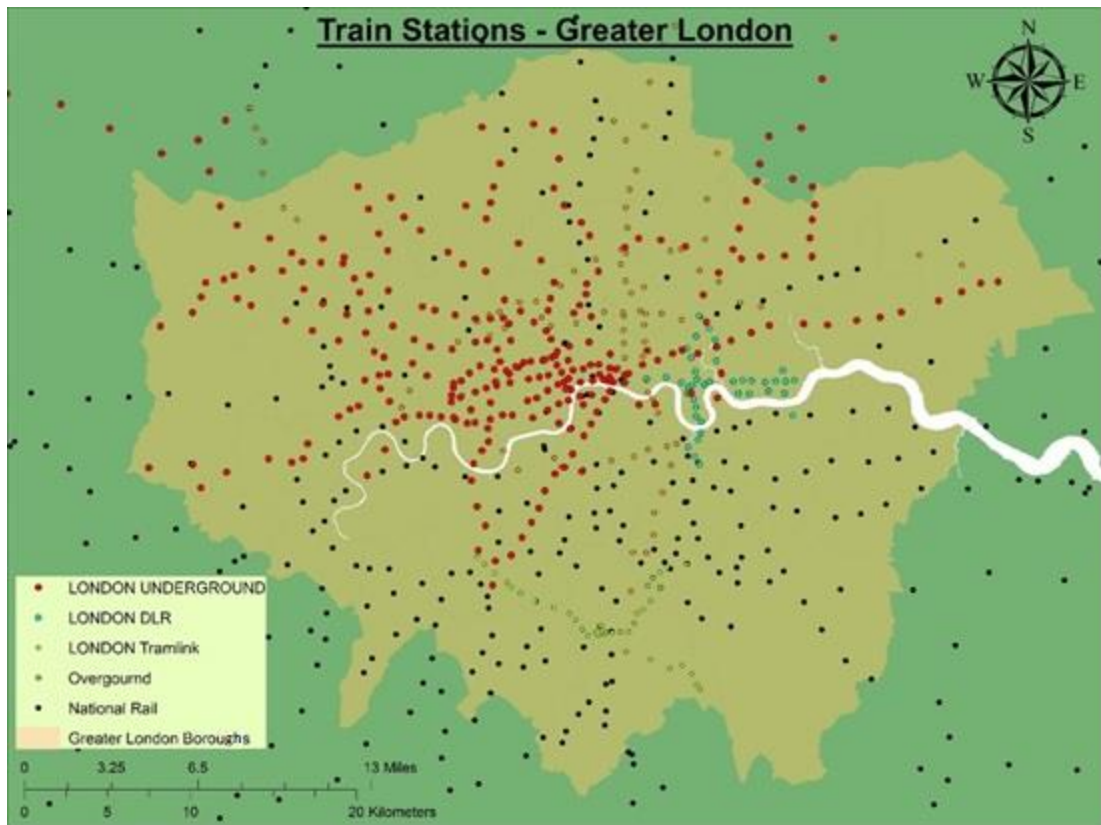 Train Stations - Greater London
N
W E
S
LONDON UNDERGROUND
LONDON DLR
LONDON Tramlink
Overgournd
National Rail
Greater London Boroughs
0 3.25 6.5 13 Miles
0 5 10 20 Kilometers